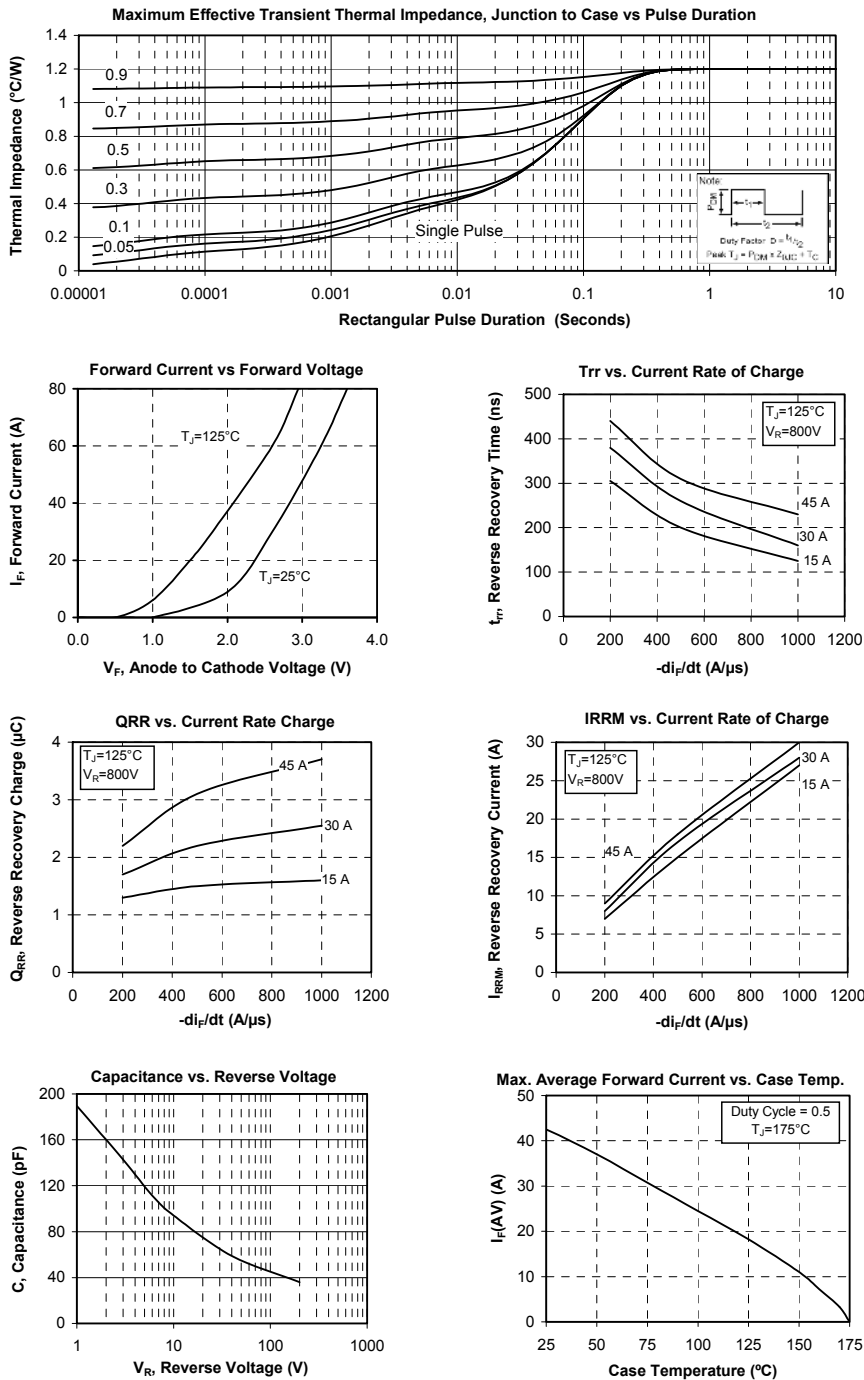 Maximum Effective Transient Thermal Impedance, Junction to Case vs Pulse Duration
Thermal Impedance (°C/W)
1.4
1.2
1
0.8
0.6
0.4
0.2
0
0.9
0.7
0.5
0.3
0.1
0.05
Single Pulse
Note:
PDM
t1
t2
Duty Factor D = t1/t2
Peak TJ = PDM x ZθJC + TC
0.00001 0.0001 0.001 0.01 0.1 1 10
Rectangular Pulse Duration (Seconds)
Forward Current vs Forward Voltage
IF, Forward Current (A)
80
60
40
20
0
TJ=125°C
TJ=25°C
0.0 1.0 2.0 3.0 4.0
VF, Anode to Cathode Voltage (V)
Trr vs. Current Rate of Charge
trr, Reverse Recovery Time (ns)
500
400
300
200
100
0
TJ=125°C
VR=800V
45 A
30 A
15 A
0 200 400 600 800 1000 1200
-diF/dt (A/µs)
QRR vs. Current Rate Charge
QRR, Reverse Recovery Charge (µC)
4
3
2
1
0
TJ=125°C
VR=800V
45 A
30 A
15 A
0 200 400 600 800 1000 1200
-diF/dt (A/µs)
IRRM vs. Current Rate of Charge
IRRM, Reverse Recovery Current (A)
30
25
20
15
10
5
0
TJ=125°C
VR=800V
30 A
15 A
45 A
0 200 400 600 800 1000 1200
-diF/dt (A/µs)
Capacitance vs. Reverse Voltage
C, Capacitance (pF)
200
160
120
80
40
0
1 10 100 1000
VR, Reverse Voltage (V)
Max. Average Forward Current vs. Case Temp.
IF(AV) (A)
50
40
30
20
10
0
Duty Cycle = 0.5
TJ=175°C
25 50 75 100 125 150 175
Case Temperature (ºC)